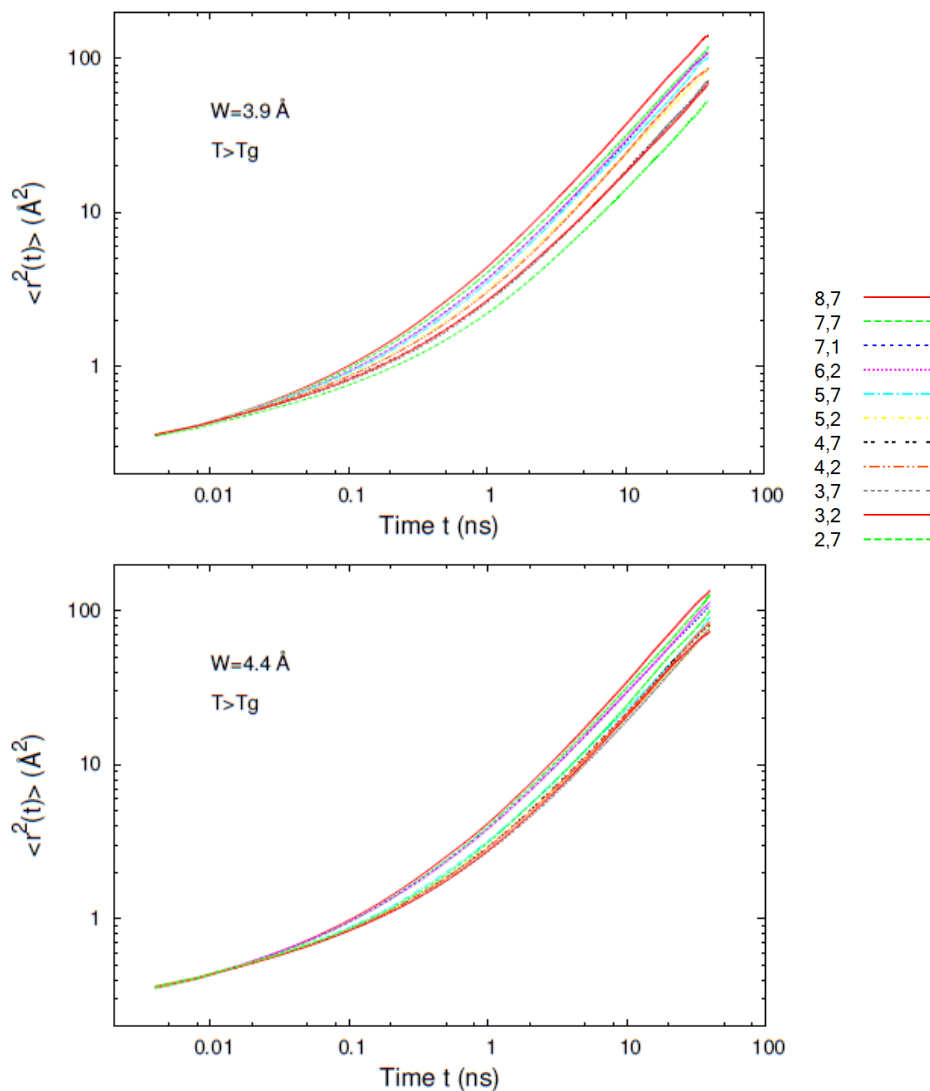 100
10
1
<r²(t)> (Å²)
W=3.9 Å
T>Tg
0.01 0.1 1 10 100
Time t (ns)
8,7
7,7
7,1
6,2
5,7
5,2
4,7
4,2
3,7
3,2
2,7
100
10
1
<r²(t)> (Å²)
W=4.4 Å
T>Tg
0.01 0.1 1 10 100
Time t (ns)